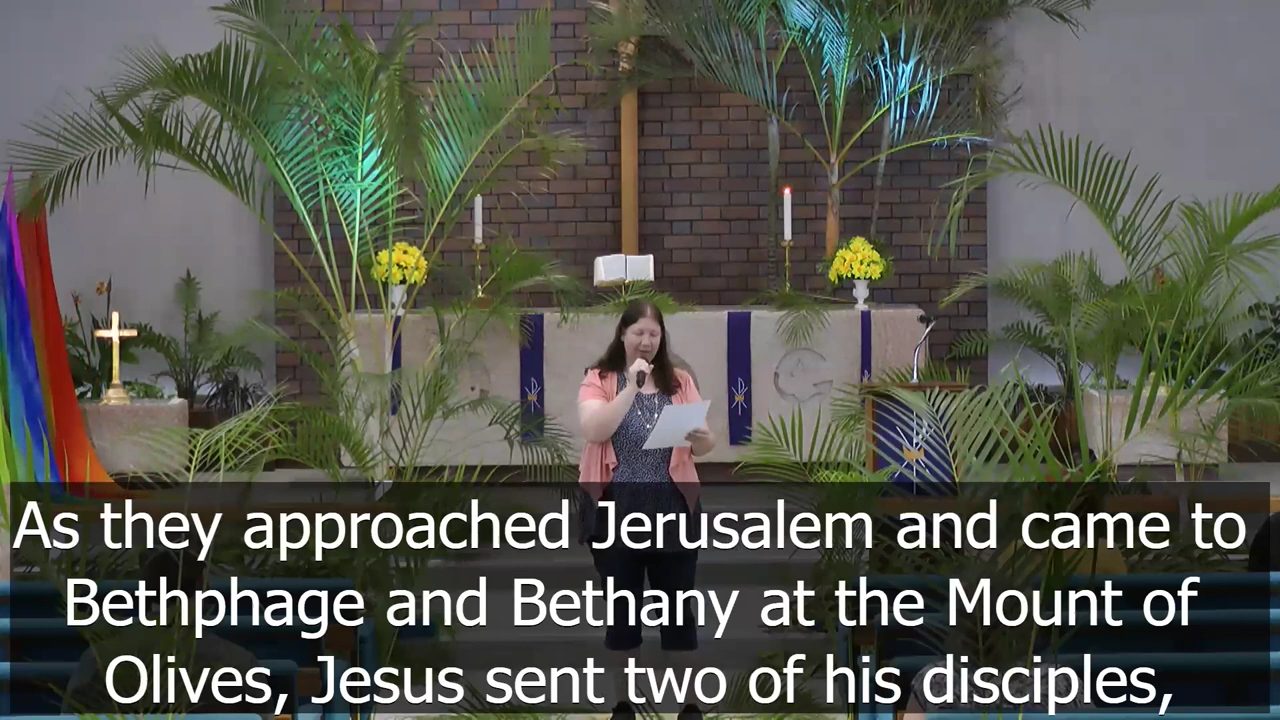 As they approached Jerusalem and came to
Bethphage and Bethany at the Mount of
Olives, Jesus sent two of his disciples,